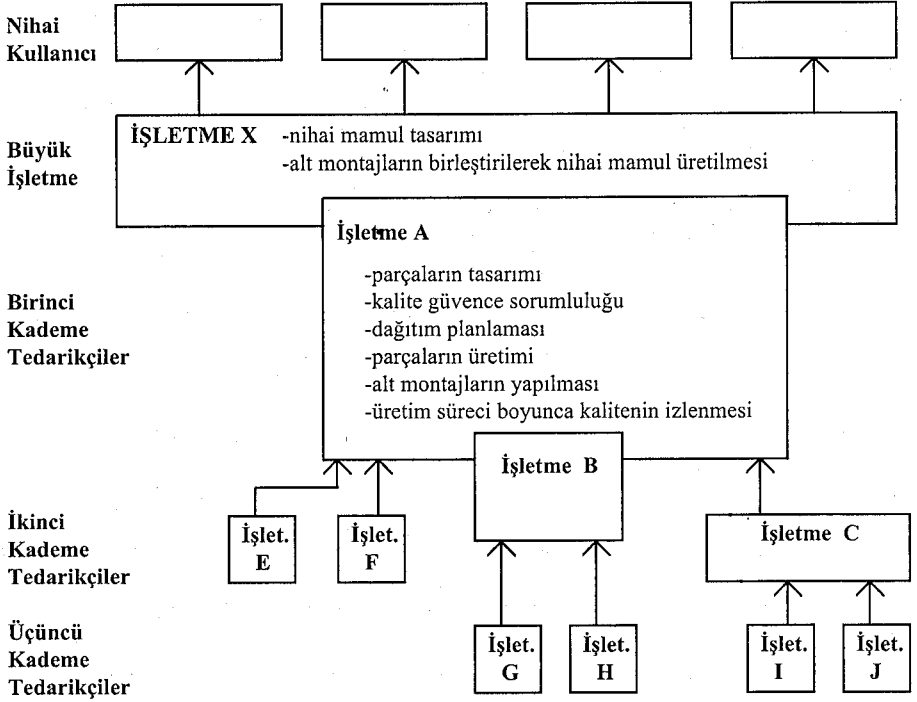 Nihai
Kullanıcı
Büyük
İşletme
İŞLETME X -nihai mamul tasarımı
-alt montajların birleştirilerek nihai mamul üretilmesi
Birinci
Kademe
Tedarikçiler
İşletme A
-parçaların tasarımı
-kalite güvence sorumluluğu
-dağıtım planlaması
-parçaların üretimi
-alt montajların yapılması
-üretim süreci boyunca kalitenin izlenmesi
İkinci
Kademe
Tedarikçiler
İşlet.
E
İşlet.
F
İşletme B
İşletme C
Üçüncü
Kademe
Tedarikçiler
İşlet.
G
İşlet.
H
İşlet.
I
İşlet.
J